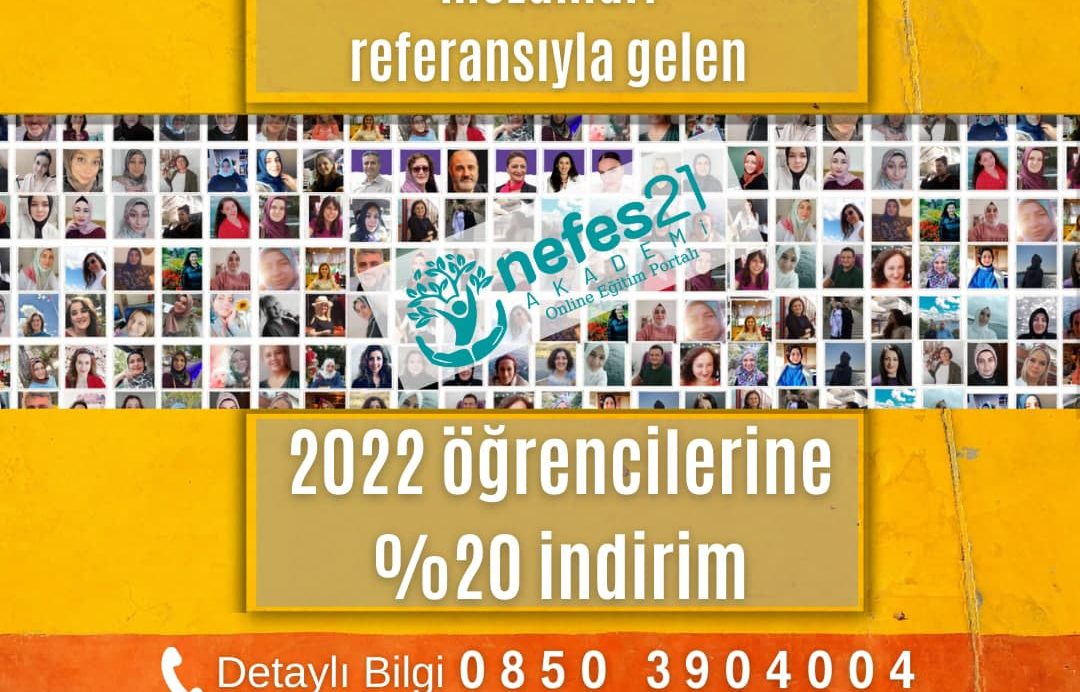 referansıyla gelen
nefes21
AKADEMİ
Online Eğitim Portalı
2022 öğrencilerine
%20 indirim
Detaylı Bilgi 0850 3904004